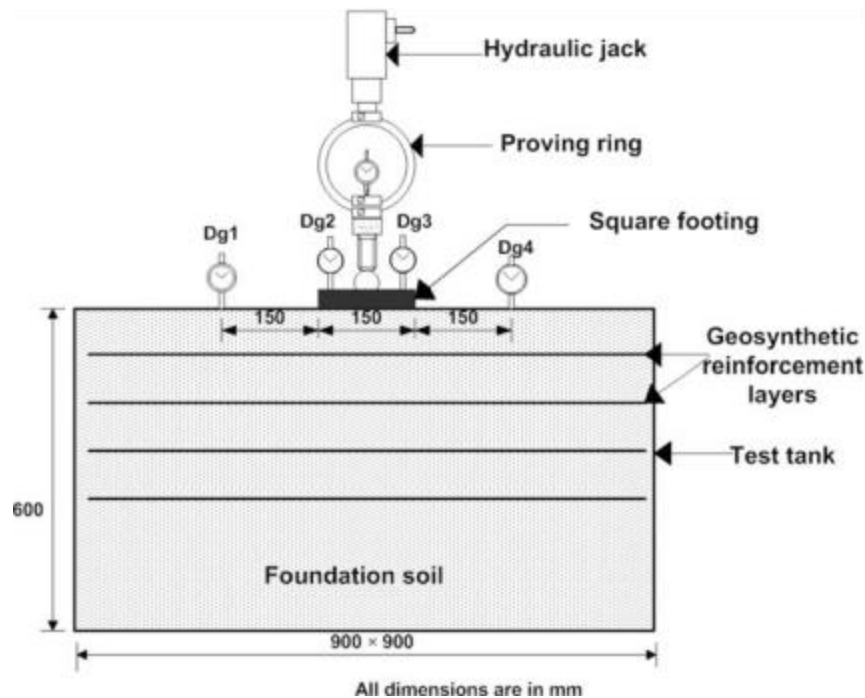 Hydraulic jack
Proving ring
Square footing
Dg1
Dg2
Dg3
Dg4
150
150
150
Geosynthetic
reinforcement
layers
Test tank
600
Foundation soil
900 × 900
All dimensions are in mm